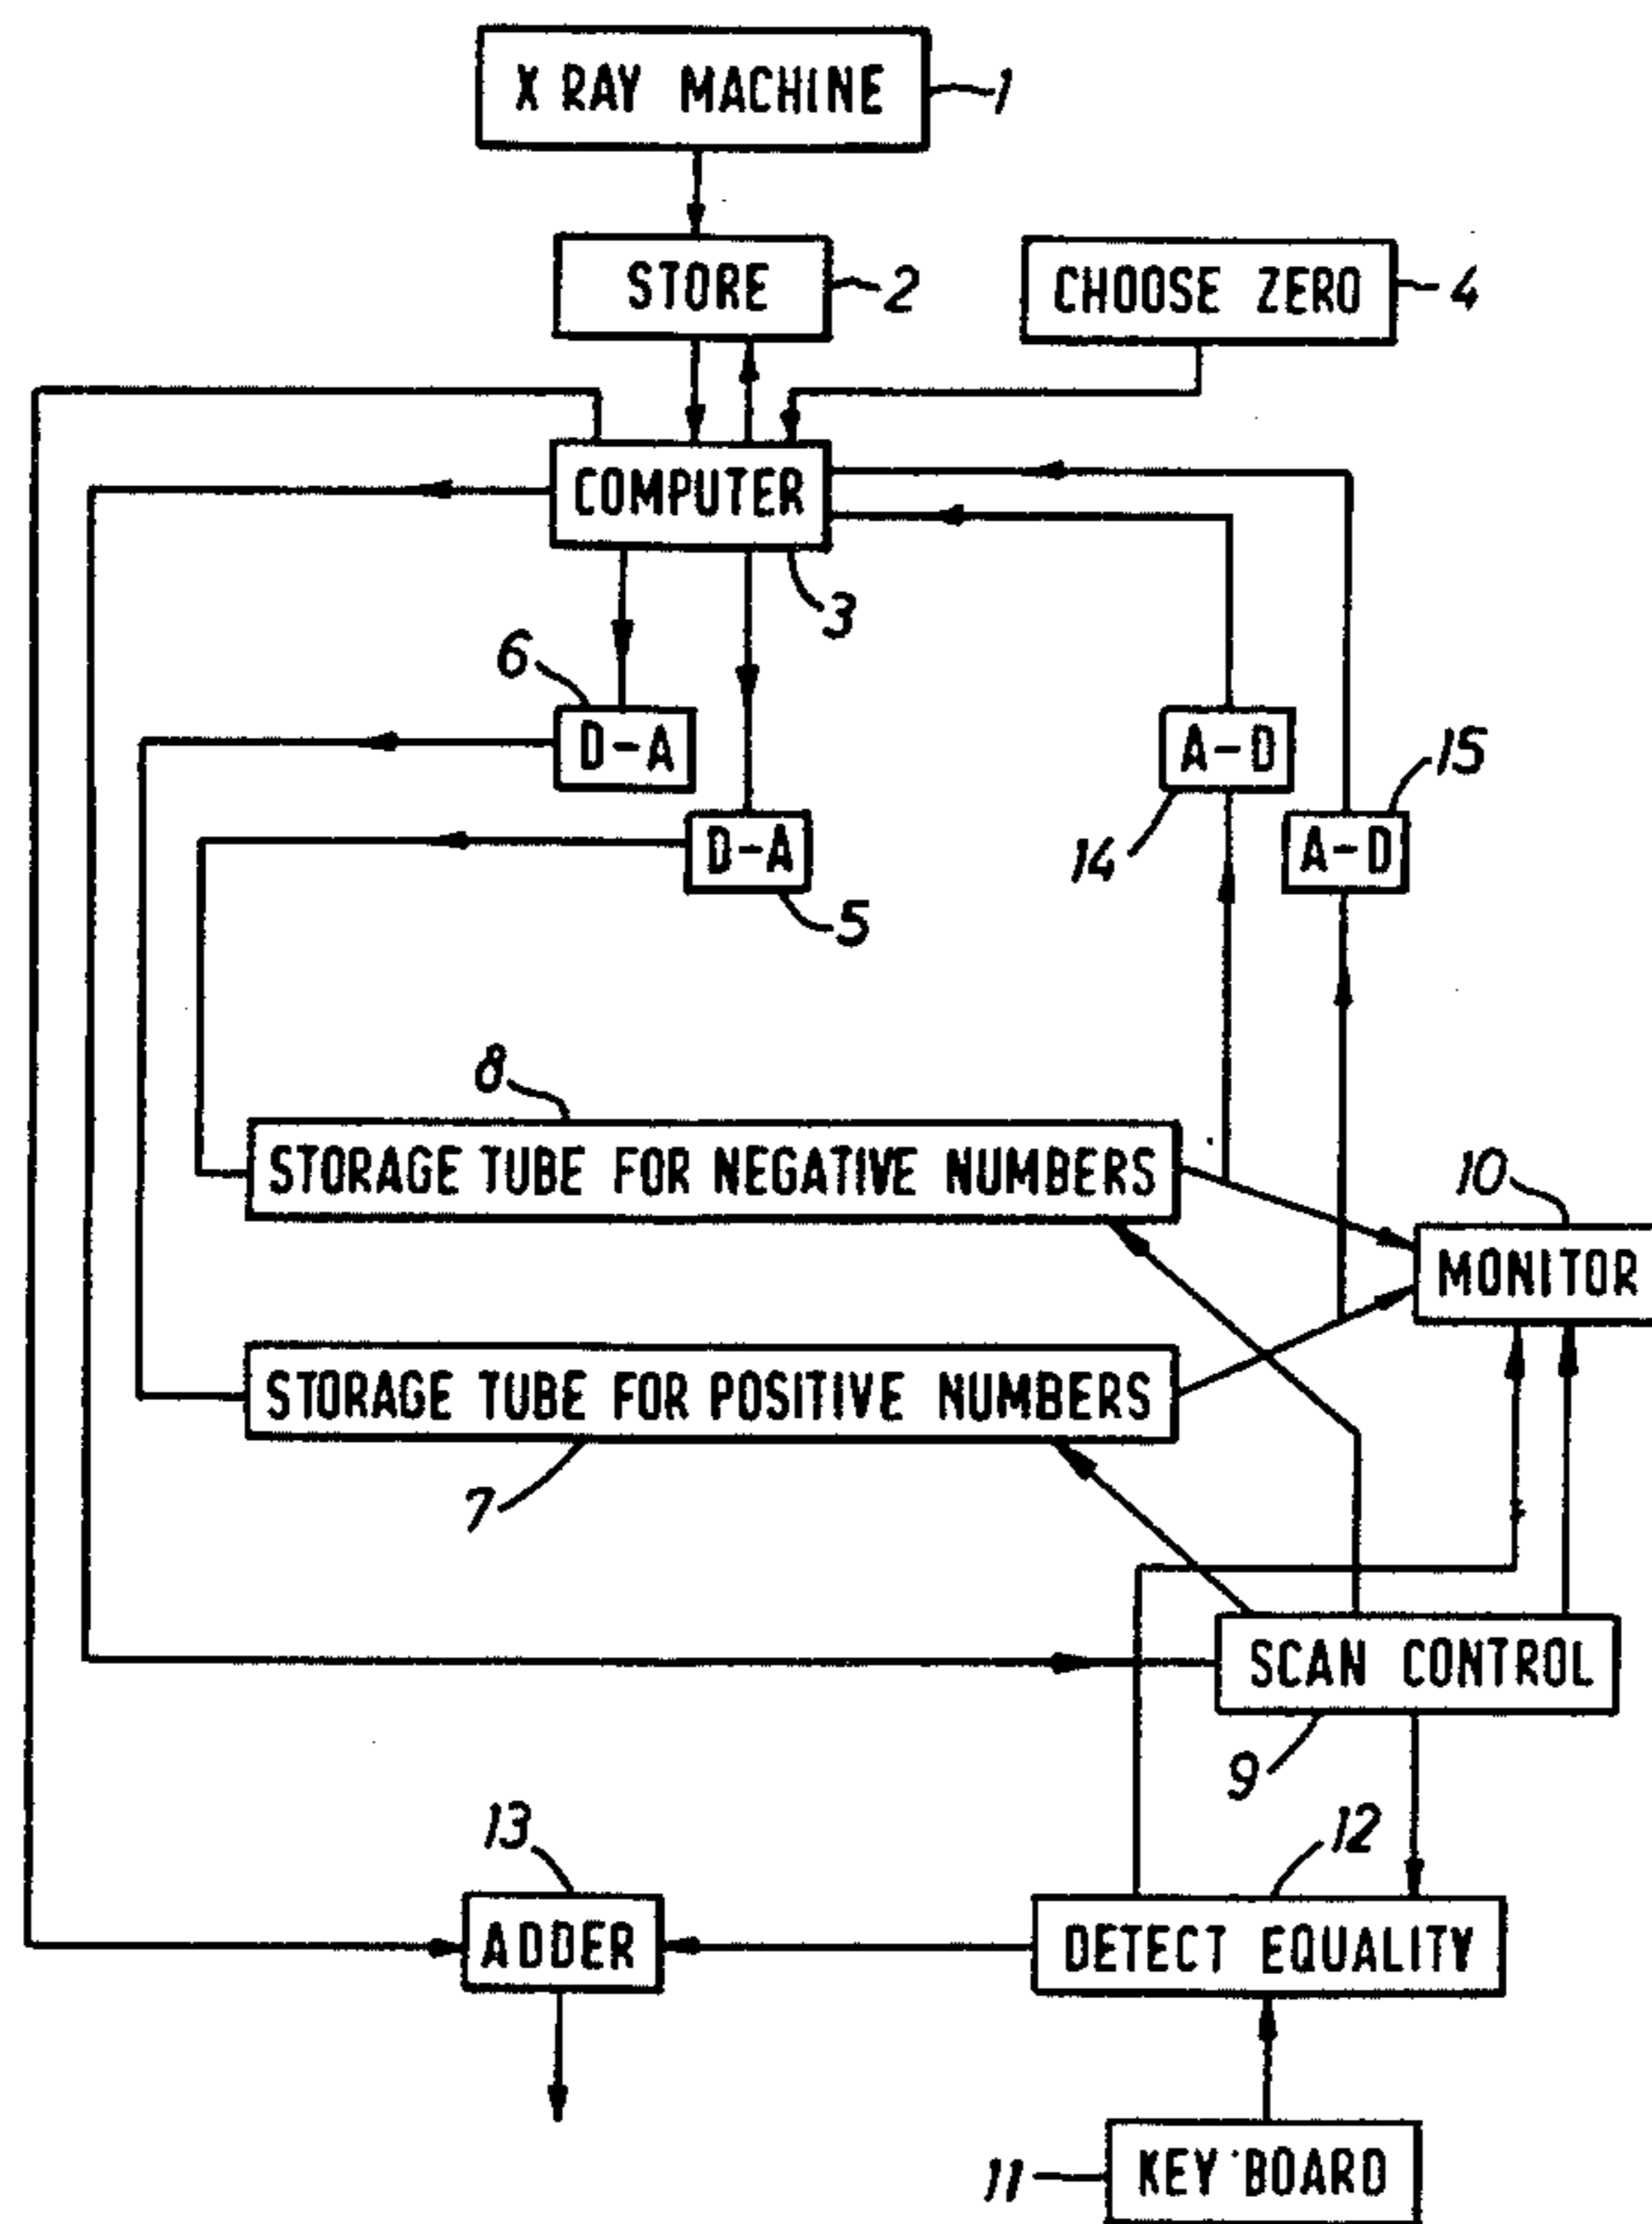 X RAY MACHINE 1
STORE 2
CHOOSE ZERO 4
COMPUTER
3
6
D-A
A-D
15
D-A
14
A-D
5
8
STORAGE TUBE FOR NEGATIVE NUMBERS
10
MONITOR
STORAGE TUBE FOR POSITIVE NUMBERS
7
SCAN CONTROL
9
13
12
ADDER
DETECT EQUALITY
11
KEY BOARD